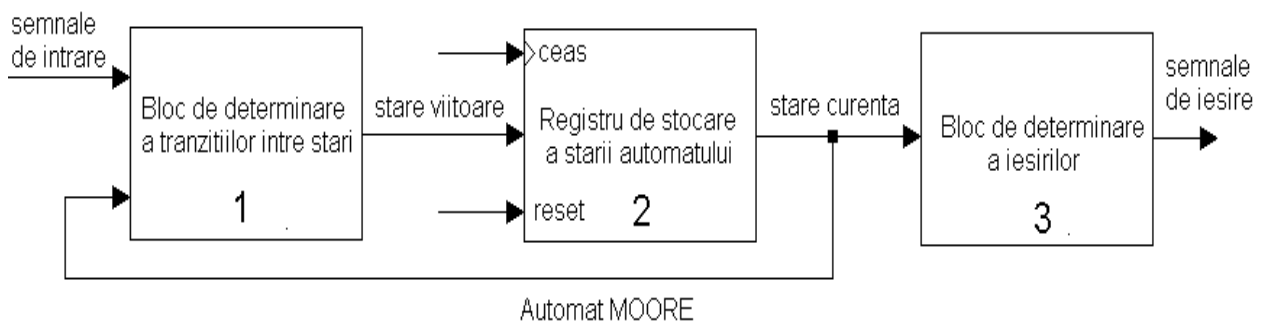 semnale
de intrare
Bloc de determinare
a tranzitiilor intre stari
1
stare viitoare
ceas
Registru de stocare
a starii automatului
reset
2
stare curenta
Bloc de determinare
a iesirilor
3
semnale
de iesire
Automat MOORE